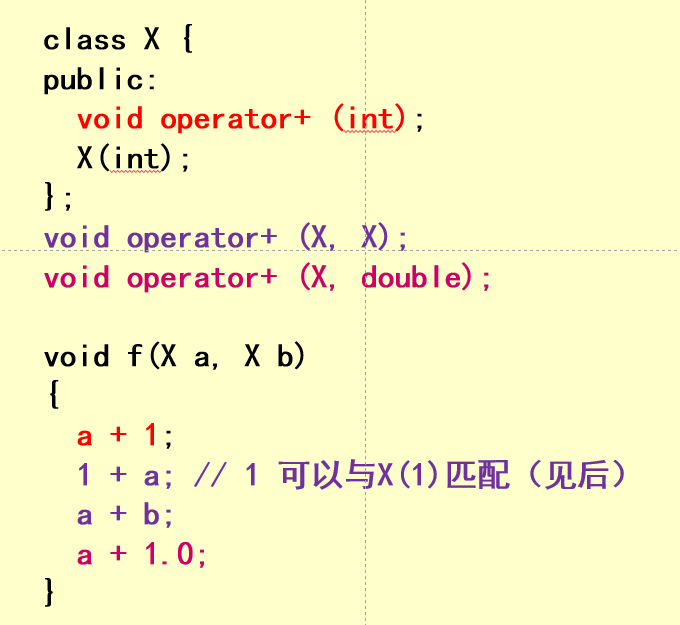 class X {
public:
void operator+ (int);
X(int);
};
void operator+ (X, X);
void operator+ (X, double);
void f(X a, X b)
{
a + 1;
1 + a; // 1 可以与X(1)匹配（见后）
a + b;
a + 1.0;
}